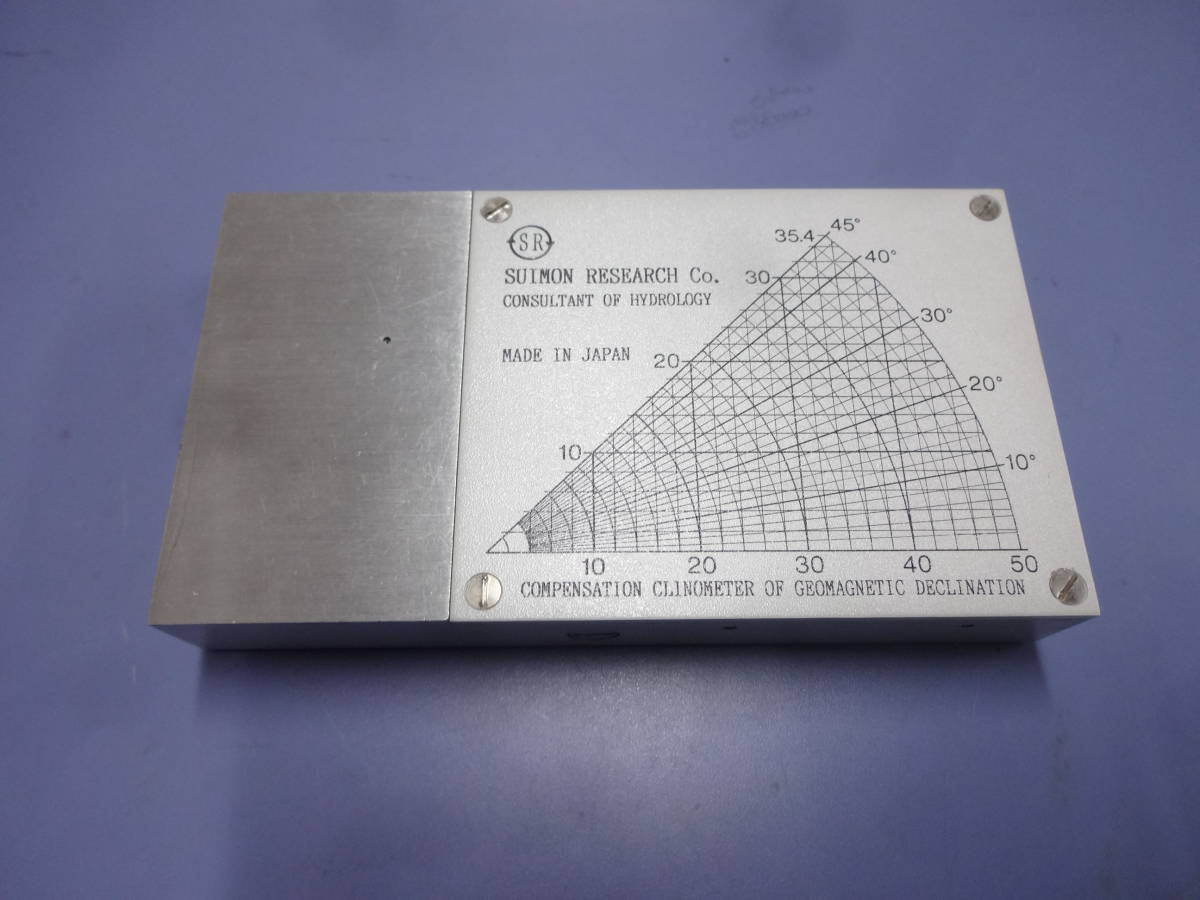 SR
SUIMON RESEARCH Co.
CONSULTANT OF HYDROLOGY
MADE IN JAPAN
35.4
45°
30
40°
30°
20
20°
10
10°
10 20 30 40 50
COMPENSATION CLINOMETER OF GEOMAGNETIC DECLINATION